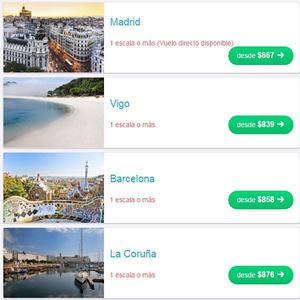 Madrid
1 escala o más (Vuelo directo disponible)
desde $667 →
Vigo
1 escala o más
desde $839 →
Barcelona
1 escala o más
desde $858 →
La Coruña
1 escala o más
desde $876 →